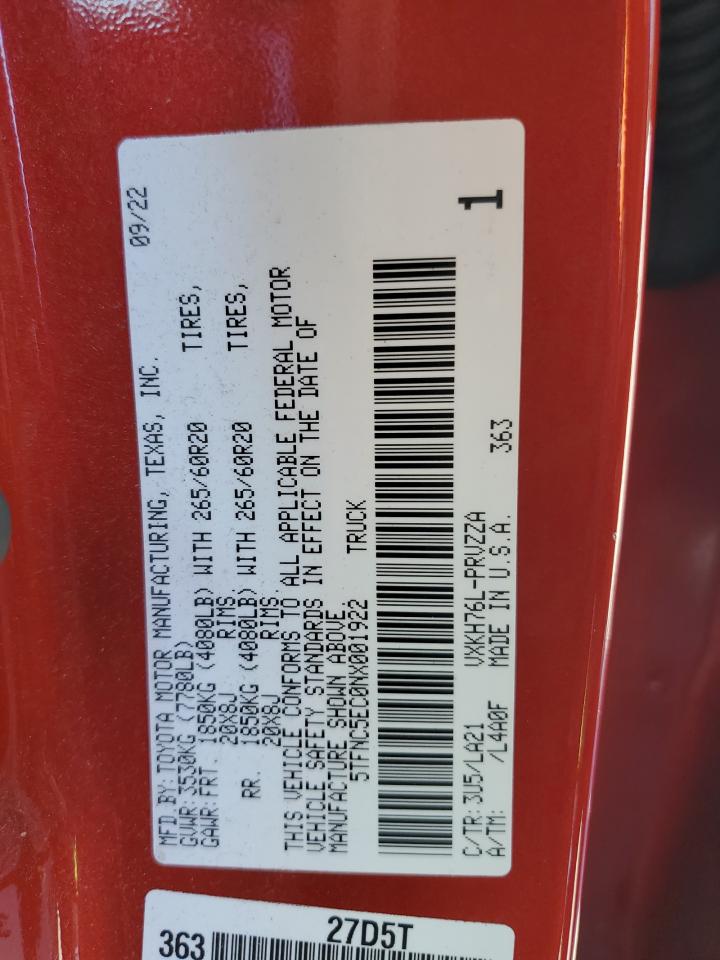 MFD.BY:TOYOTA MOTOR MANUFACTURING, TEXAS, INC. 09/22
GVWR:3530KG (7780LB)
GAWR:FRT. 1850KG (4080LB) WITH 265/60R20 TIRES,
20X8J RIMS.
RR. 1850KG (4080LB) WITH 265/60R20 TIRES,
20X8J RIMS.
THIS VEHICLE CONFORMS TO ALL APPLICABLE FEDERAL MOTOR
VEHICLE SAFETY STANDARDS IN EFFECT ON THE DATE OF
MANUFACTURE SHOWN ABOVE.
5TFNC5EC0NX001922 TRUCK
C/TR:3U5/LA21 VXKH76L-PRVZZA
A/TM: /L4A0F MADE IN U.S.A. 363
1
27D5T
363